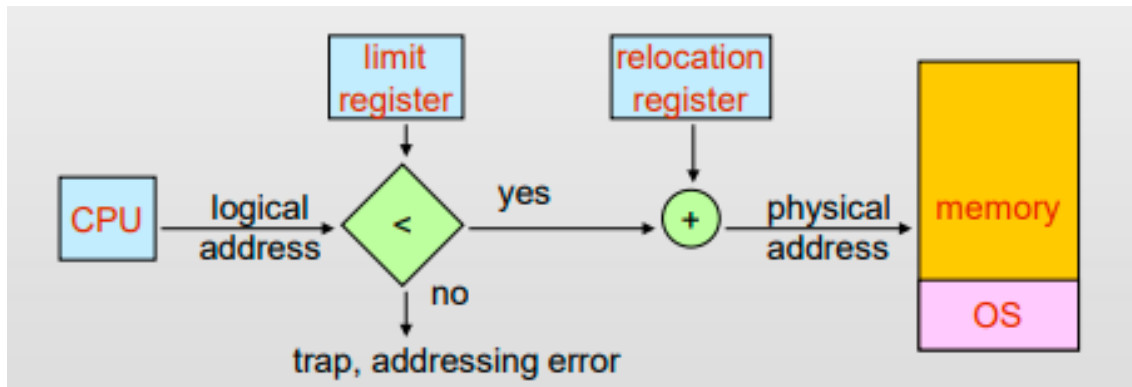 limit
register
relocation
register
CPU
logical
address
<
yes
+
physical
address
memory
no
OS
trap, addressing error